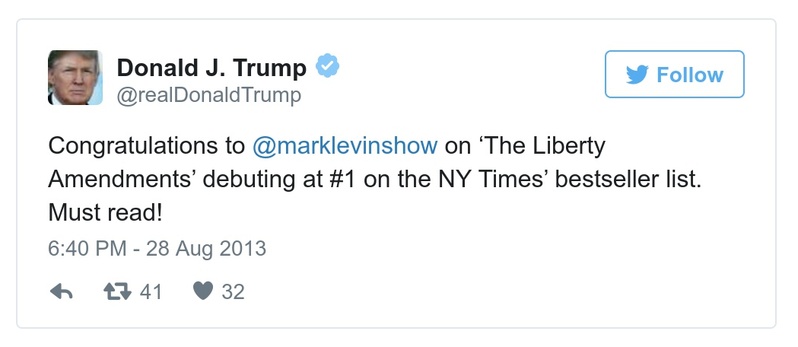 Donald J. Trump
@realDonaldTrump
Follow
Congratulations to @marklevinshow on ‘The Liberty
Amendments’ debuting at #1 on the NY Times’ bestseller list.
Must read!
6:40 PM - 28 Aug 2013
41 32